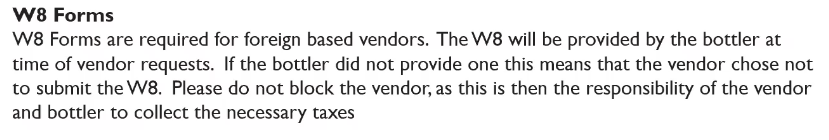 W8 Forms
W8 Forms are required for foreign based vendors.  The W8 will be provided by the bottler at
time of vendor requests.  If the bottler did not provide one this means that the vendor chose not
to submit the W8.  Please do not block the vendor, as this is then the responsibility of the vendor
and bottler to collect the necessary taxes